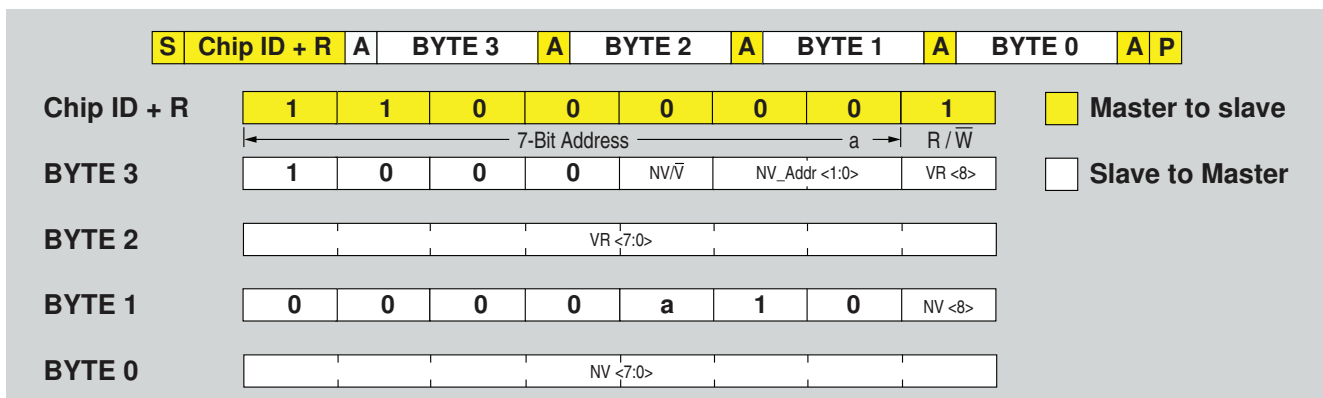 S Chip ID + R A BYTE 3 A BYTE 2 A BYTE 1 A BYTE 0 A P
Chip ID + R 1 1 0 0 0 0 0 1 Master to slave
7-Bit Address a R / W̅
BYTE 3 1 0 0 0 NV/V̅ NV_Addr <1:0> VR <8> Slave to Master
BYTE 2 VR <7:0>
BYTE 1 0 0 0 0 a 1 0 NV <8>
BYTE 0 NV <7:0>